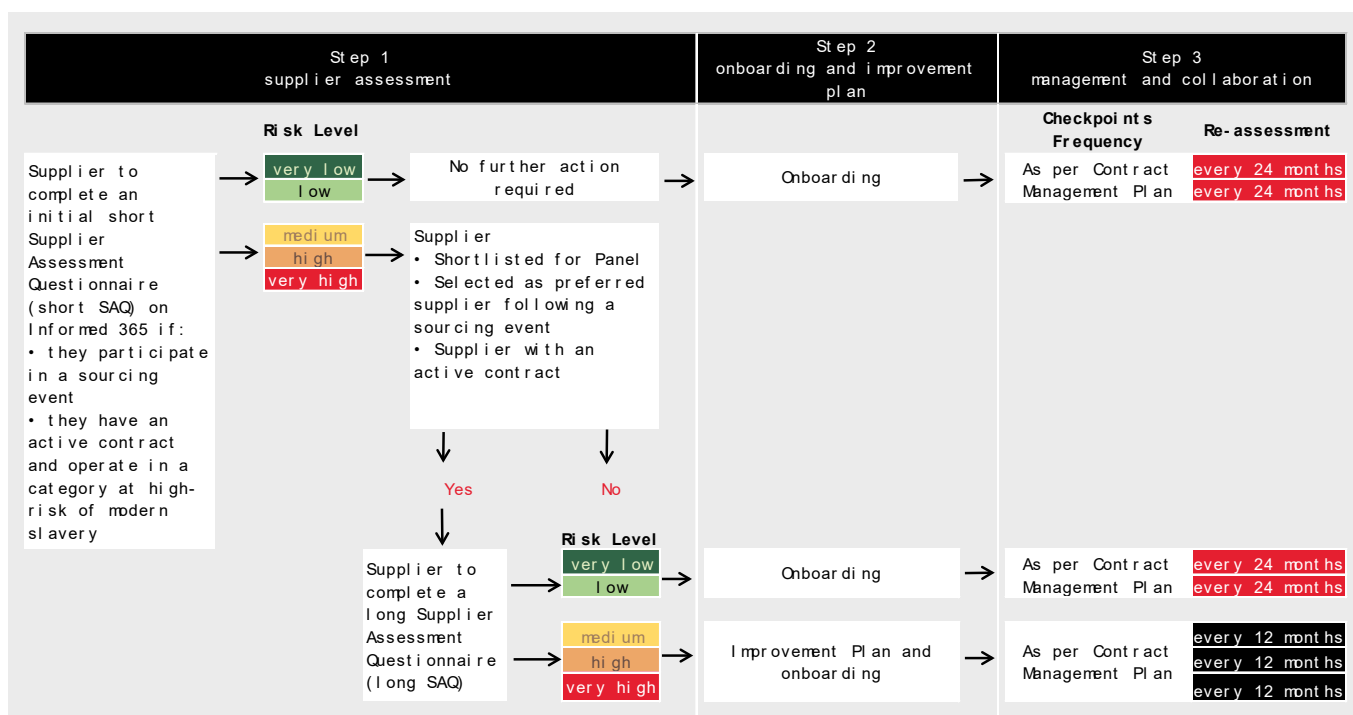 Step 1
supplier assessment
Step 2
onboarding and improvement
plan
Step 3
management and collaboration
Risk Level
Checkpoints
Frequency
Re-assessment
Supplier to
complete an
initial short
Supplier
Assessment
Questionnaire
(short SAQ) on
Informed 365 if:
• they participate
in a sourcing
event
• they have an
active contract
and operate in a
category at high-
risk of modern
slavery
very low
low
No further action
required
Onboarding
As per Contract
Management Plan
every 24 months
every 24 months
medium
high
very high
Supplier
• Shortlisted for Panel
• Selected as preferred
supplier following a
sourcing event
• Supplier with an
active contract
Yes
No
Supplier to
complete a
long Supplier
Assessment
Questionnaire
(long SAQ)
Risk Level
very low
low
Onboarding
As per Contract
Management Plan
every 24 months
every 24 months
medium
high
very high
Improvement Plan and
onboarding
As per Contract
Management Plan
every 12 months
every 12 months
every 12 months